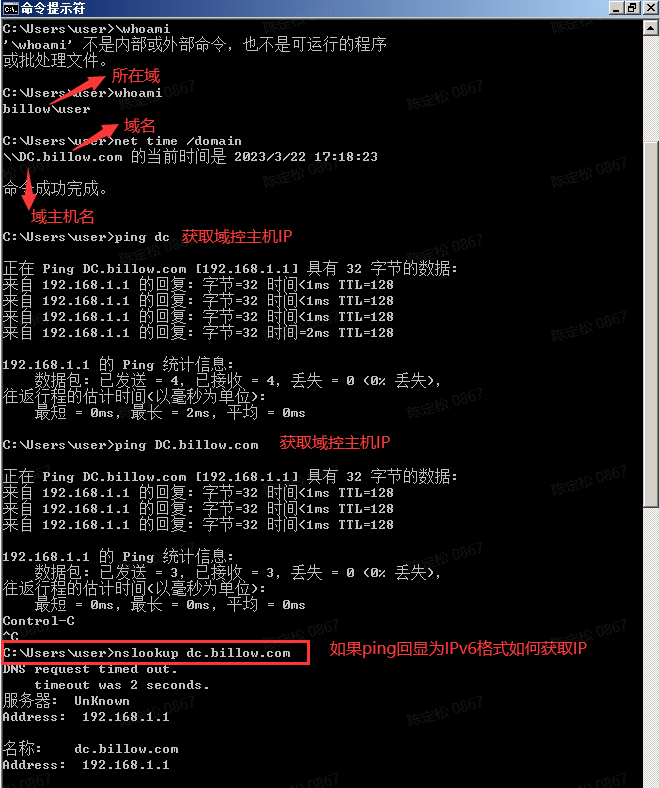 命令提示符
C:\Users\user>\whoami
'\whoami' 不是内部或外部命令，也不是可运行的程序
或批处理文件。
所在域
C:\Users\user>whoami
billow\user
域名
C:\Users\user>net time /domain
\\DC.billow.com 的当前时间是 2023/3/22 17:18:23
命令成功完成。
域主机名
C:\Users\user>ping dc 获取域控主机IP
正在 Ping DC.billow.com [192.168.1.1] 具有 32 字节的数据:
来自 192.168.1.1 的回复: 字节=32 时间<1ms TTL=128
来自 192.168.1.1 的回复: 字节=32 时间<1ms TTL=128
来自 192.168.1.1 的回复: 字节=32 时间<1ms TTL=128
来自 192.168.1.1 的回复: 字节=32 时间=2ms TTL=128
192.168.1.1 的 Ping 统计信息:
数据包: 已发送 = 4，已接收 = 4，丢失 = 0 (0% 丢失)，
往返行程的估计时间(以毫秒为单位):
最短 = 0ms，最长 = 2ms，平均 = 0ms
C:\Users\user>ping DC.billow.com 获取域控主机IP
正在 Ping DC.billow.com [192.168.1.1] 具有 32 字节的数据:
来自 192.168.1.1 的回复: 字节=32 时间<1ms TTL=128
来自 192.168.1.1 的回复: 字节=32 时间<1ms TTL=128
来自 192.168.1.1 的回复: 字节=32 时间<1ms TTL=128
192.168.1.1 的 Ping 统计信息:
数据包: 已发送 = 3，已接收 = 3，丢失 = 0 (0% 丢失)，
往返行程的估计时间(以毫秒为单位):
最短 = 0ms，最长 = 0ms，平均 = 0ms
Control-C
^C
C:\Users\user>nslookup dc.billow.com 如果ping回显为IPv6格式如何获取IP
DNS request timed out.
timeout was 2 seconds.
服务器: UnKnown
Address: 192.168.1.1
名称: dc.billow.com
Address: 192.168.1.1
陈定松 0867